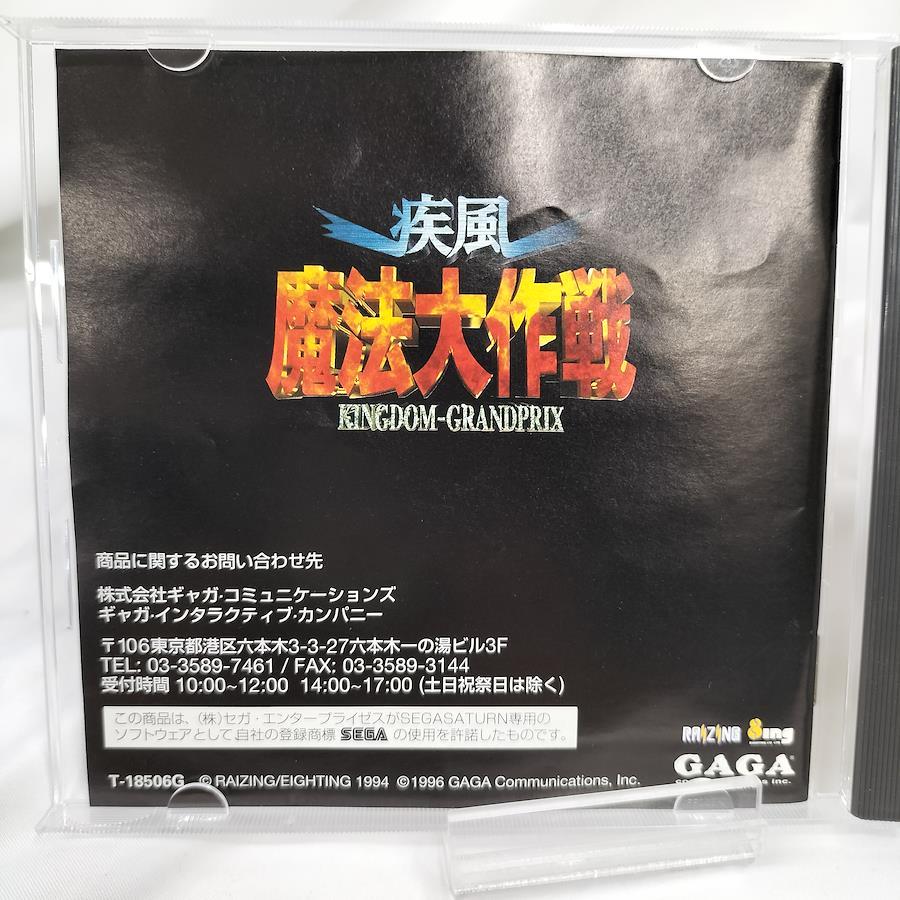 疾風
魔法大作戦
KINGDOM-GRANDPRIX
商品に関するお問い合わせ先
株式会社ギャガ·コミュニケーションズ
ギャガ·インタラクティブ·カンパニー
〒106東京都港区六本木3-3-27六本木一の湯ビル3F
TEL: 03-3589-7461 / FAX: 03-3589-3144
受付時間 10:00~12:00 14:00~17:00 (土日祝祭日は除く)
この商品は、(株)セガ·エンタープライゼスがSEGASATURN専用の
ソフトウェアとして自社の登録商標 SEGA の使用を許諾したものです。
RAIZING 8ing
GAGA
T-18506G ©RAIZING/EIGHTING 1994 ©1996 GAGA Communications, Inc.